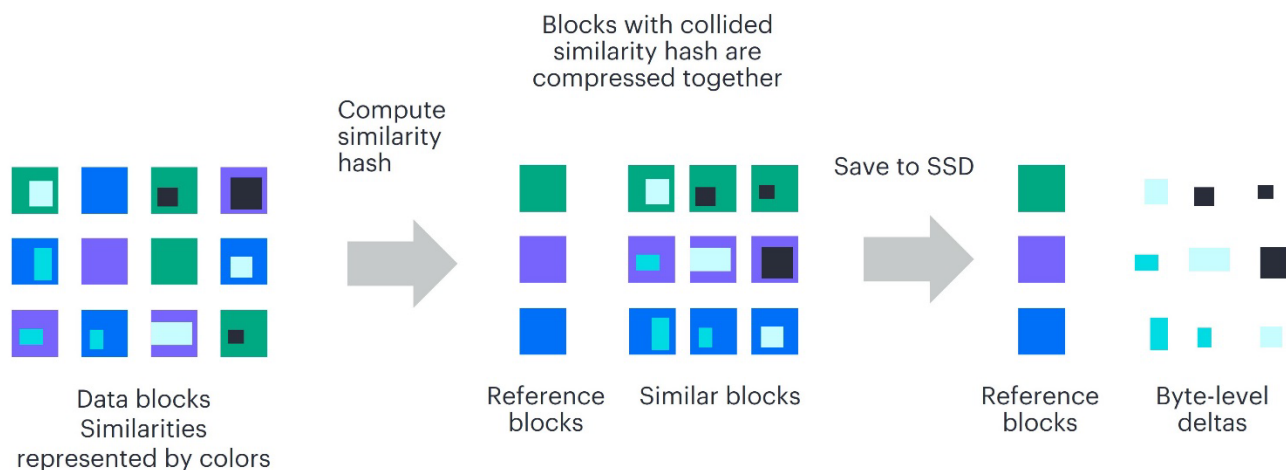 Blocks with collided
similarity hash are
compressed together
Compute
similarity
hash
Save to SSD
Data blocks
Similarities
represented by colors
Reference
blocks
Similar blocks
Reference
blocks
Byte-level
deltas